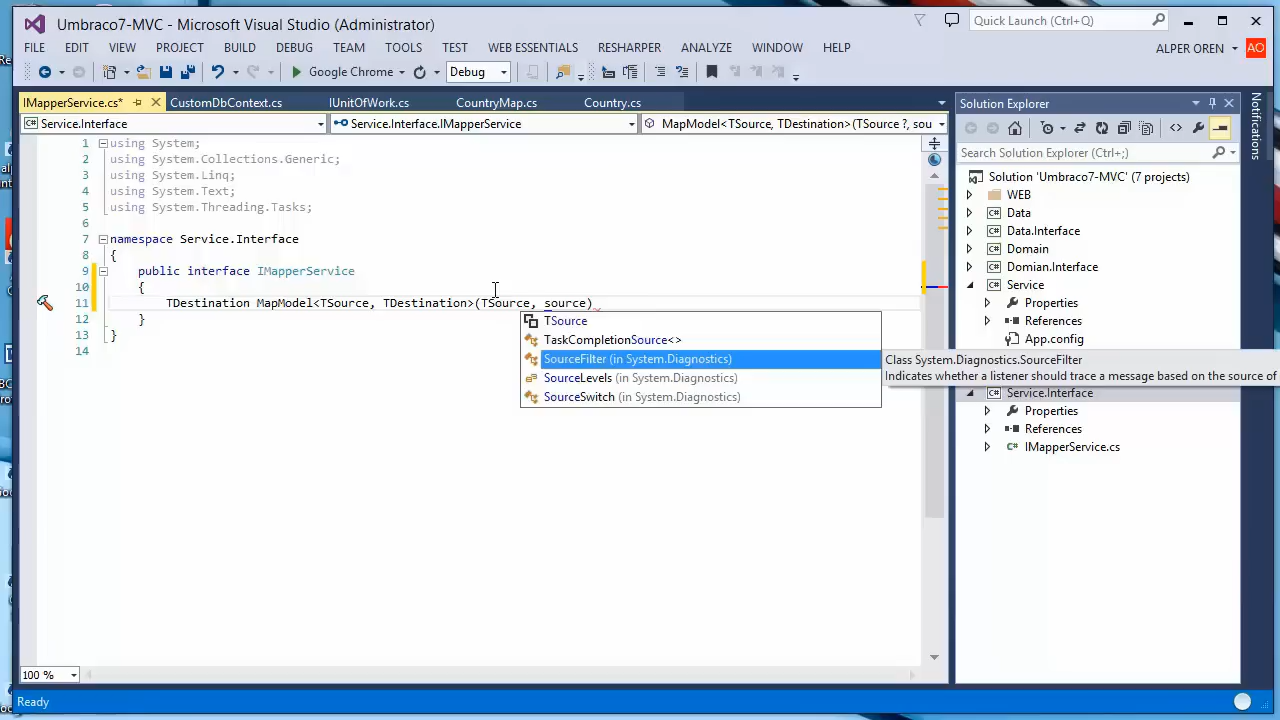 Umbraco7-MVC - Microsoft Visual Studio (Administrator)
Quick Launch (Ctrl+Q)
FILE EDIT VIEW PROJECT BUILD DEBUG TEAM TOOLS TEST WEB ESSENTIALS RESHARPER ANALYZE WINDOW HELP
ALPER OREN AO
Google Chrome Debug
IMapperService.cs* CustomDbContext.cs IUnitOfWork.cs CountryMap.cs Country.cs
Service.Interface Service.Interface.IMapperService MapModel<TSource, TDestination>(TSource ?, sou
1 using System;
2 using System.Collections.Generic;
3 using System.Linq;
4 using System.Text;
5 using System.Threading.Tasks;
6
7 namespace Service.Interface
8 {
9 public interface IMapperService
10 {
11 TDestination MapModel<TSource, TDestination>(TSource, source)
12 }
13 }
14
TSource
TaskCompletionSource<>
SourceFilter (in System.Diagnostics)
SourceLevels (in System.Diagnostics)
SourceSwitch (in System.Diagnostics)
Class System.Diagnostics.SourceFilter
Indicates whether a listener should trace a message based on the source of
Solution Explorer
Search Solution Explorer (Ctrl+;)
Solution 'Umbraco7-MVC' (7 projects)
WEB
Data
Data.Interface
Domain
Domian.Interface
Service
Properties
References
App.config
Service.Interface
Properties
References
IMapperService.cs
Notifications
100 %
Ready